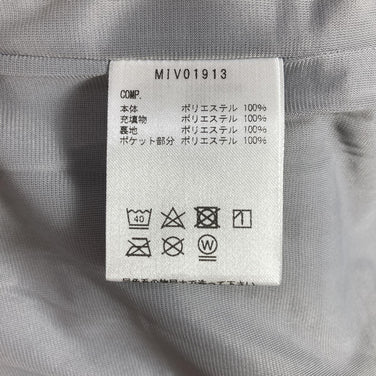 MIV01913
COMP.
本体 ポリエステル 100%
充填物 ポリエステル 100%
裏地 ポリエステル 100%
ポケット部分 ポリエステル 100%
40
W